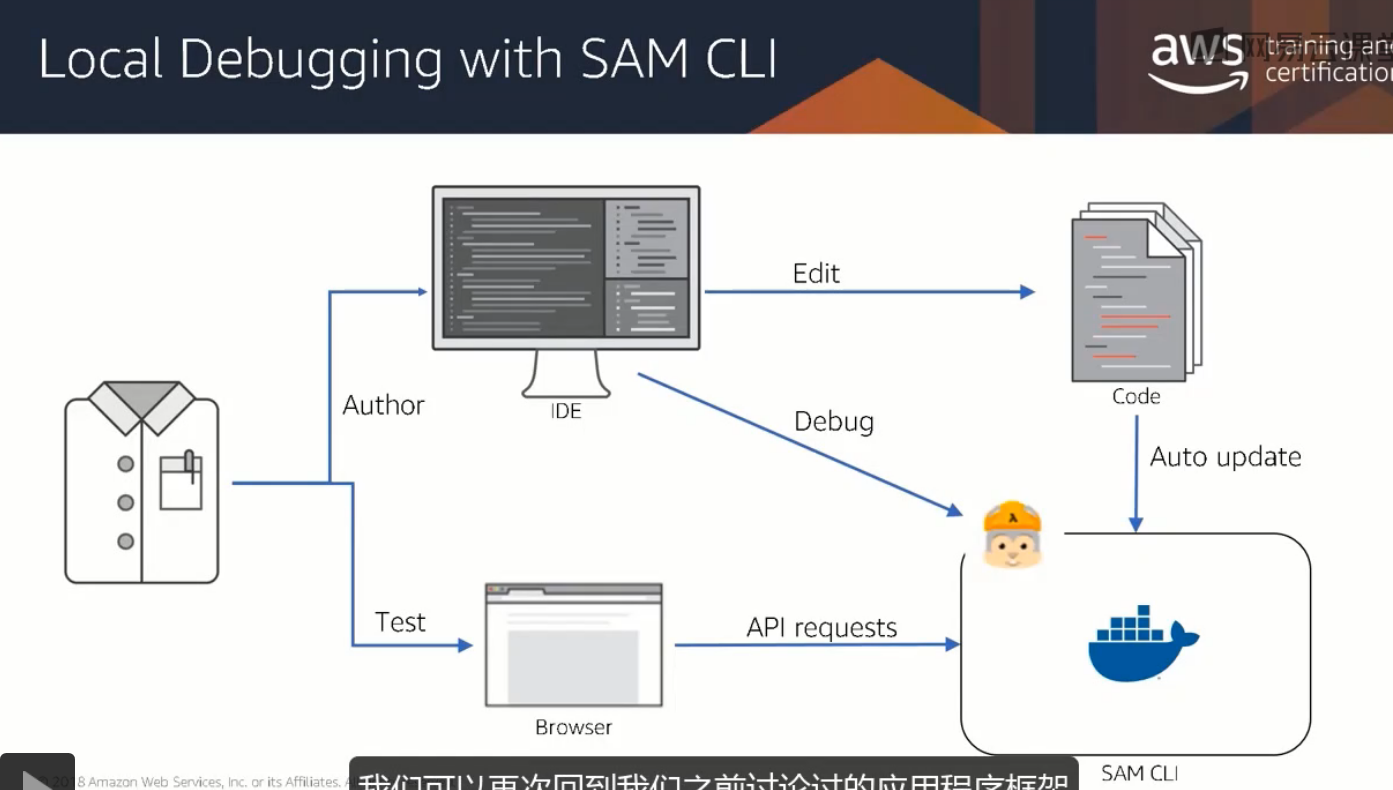 Local Debugging with SAM CLI
aws
training and
certification
网易云课堂
Edit
IDE
Author
Debug
Code
Auto update
λ
Test
API requests
Browser
SAM CLI
8 Amazon Web Services, Inc. or its Affiliates.
我们可以再次回到我们之前讨论过的应用程序框架